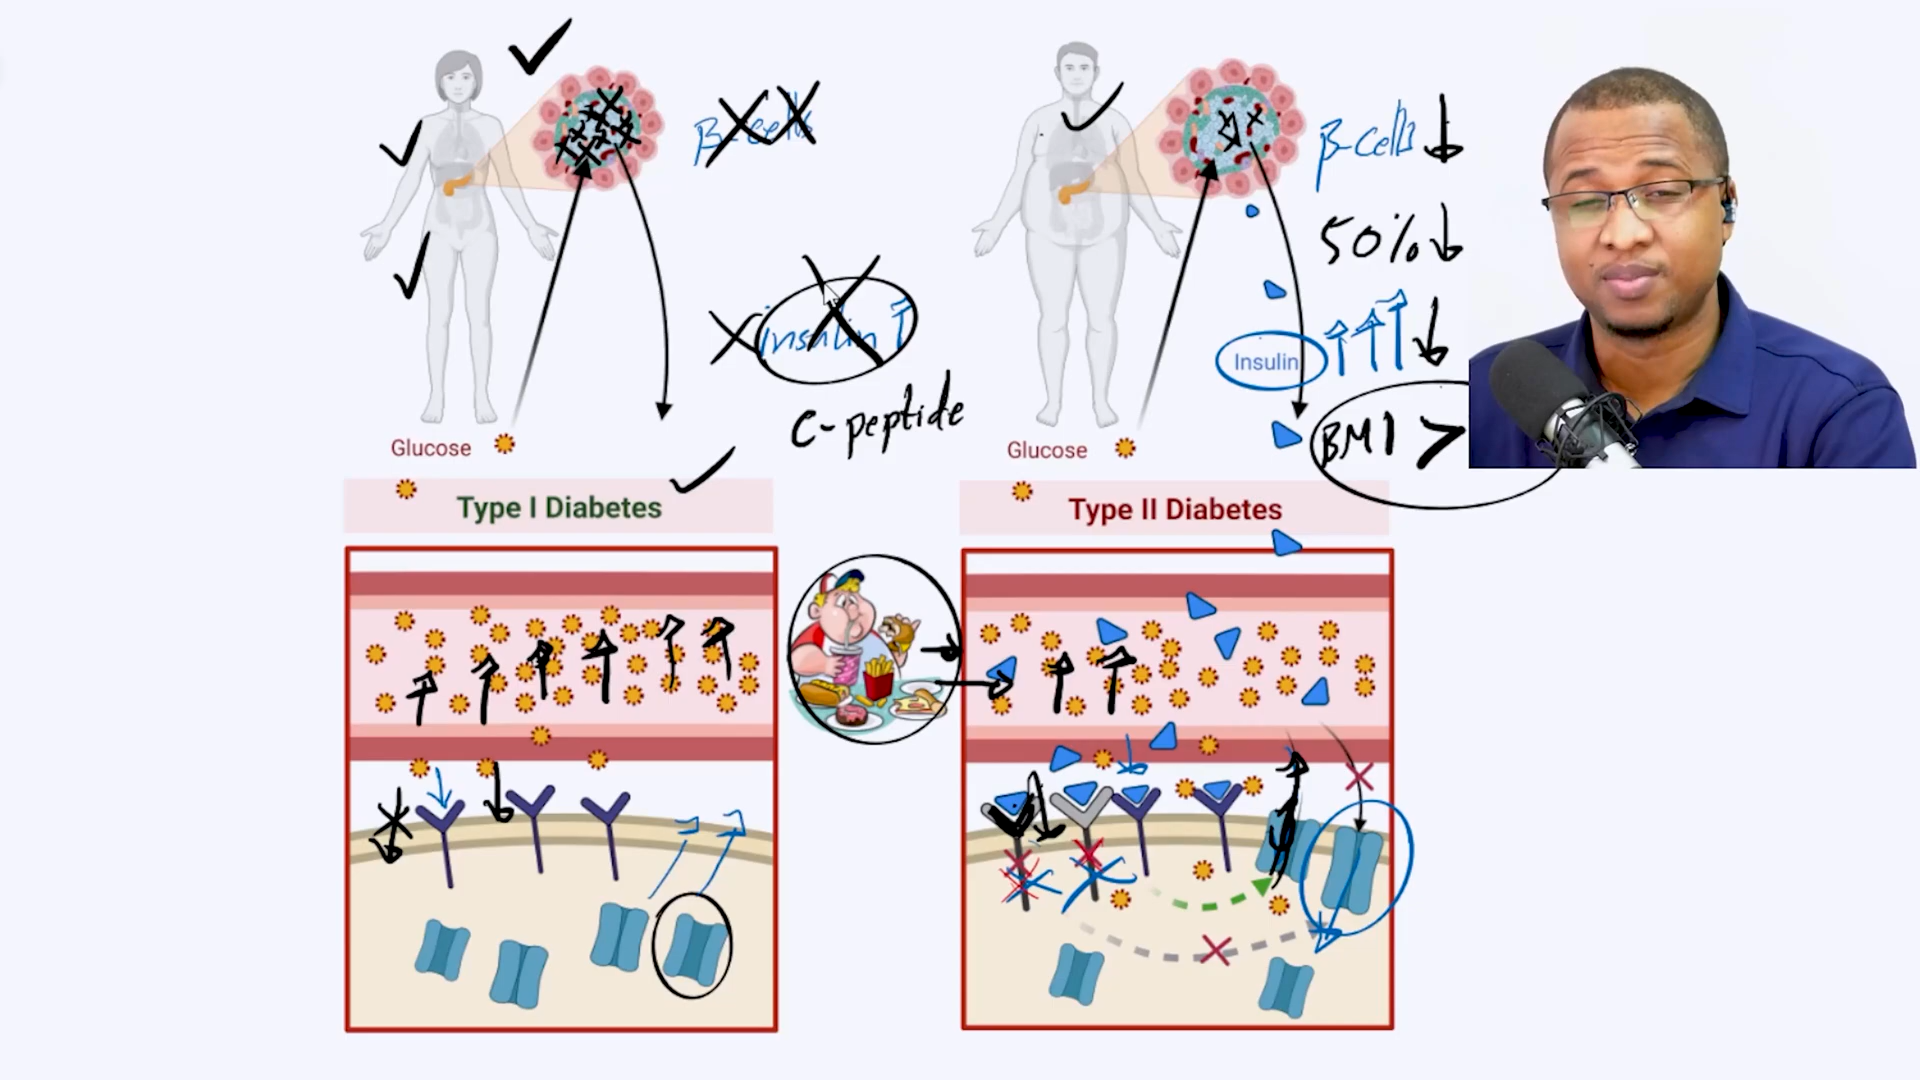 β-cells
insulin
C-peptide
Glucose
Type I Diabetes
β-cells
50%
Insulin
BMI >
Glucose
Type II Diabetes